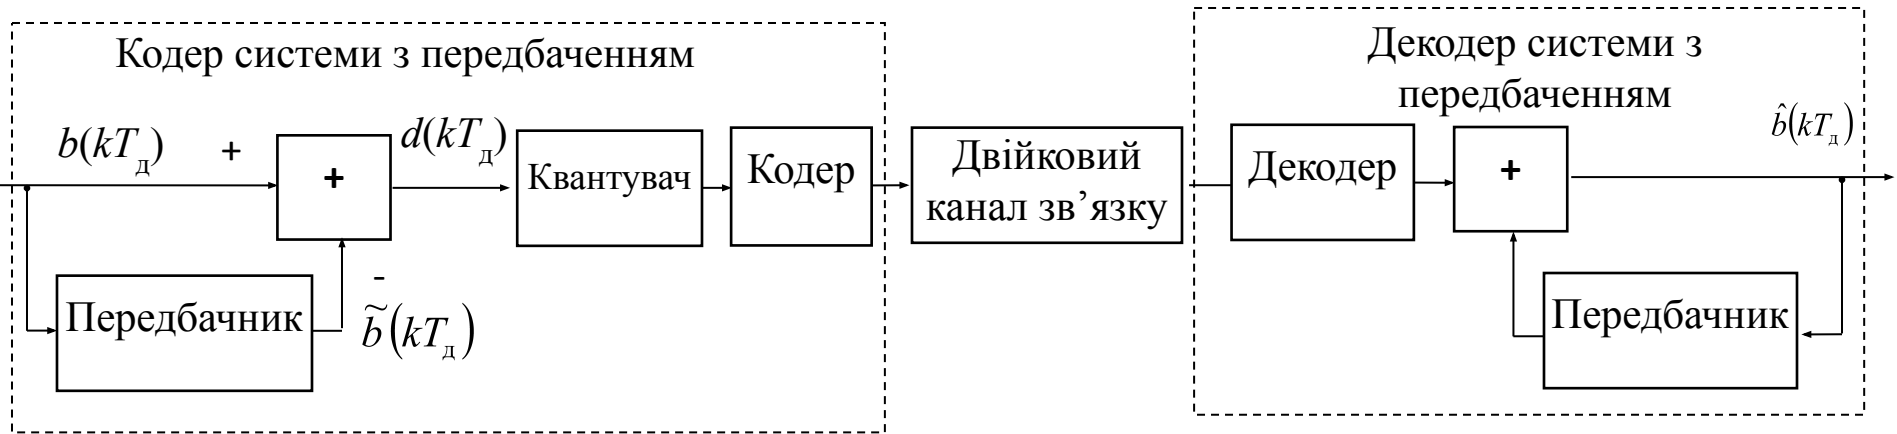 Кодер системи з передбаченням
b(kTд)
+
+
-
d(kTд)
Квантувач
Кодер
Передбачник
b̃(kTд)
Двійковий
канал зв’язку
Декодер системи з
передбаченням
Декодер
+
b̂(kTд)
Передбачник